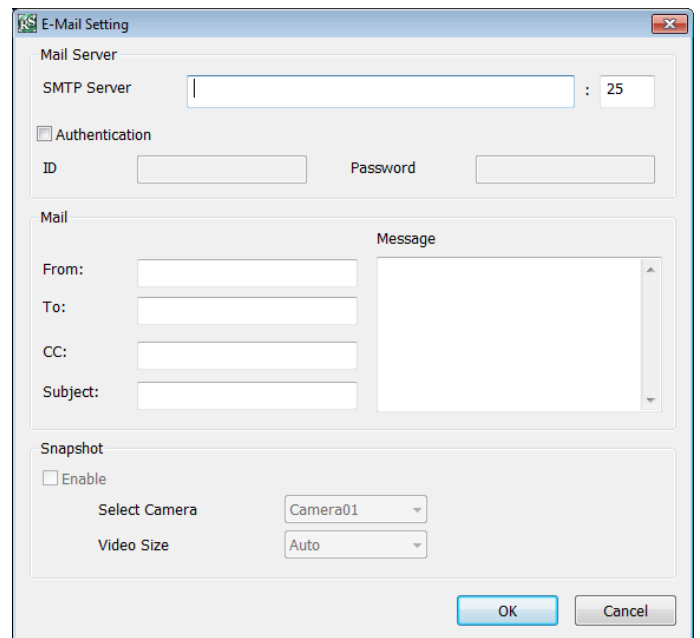 E-Mail Setting
Mail Server
SMTP Server : 25
Authentication
ID Password
Mail
Message
From:
To:
CC:
Subject:
Snapshot
Enable
Select Camera Camera01
Video Size Auto
OK Cancel